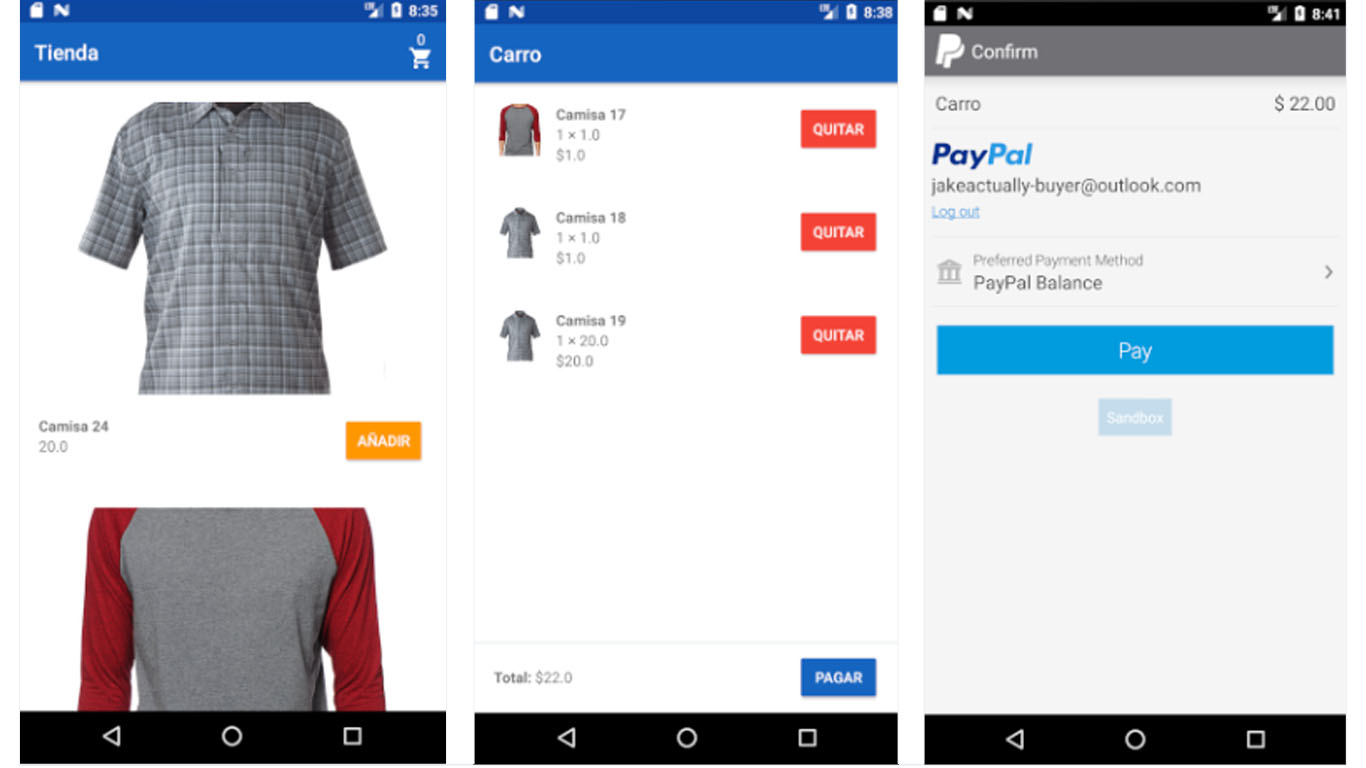 8:35
Tienda
0
Camisa 24
20.0
AÑADIR
8:38
Carro
Camisa 17
1 × 1.0
$1.0
QUITAR
Camisa 18
1 × 1.0
$1.0
QUITAR
Camisa 19
1 × 20.0
$20.0
QUITAR
Total: $22.0
PAGAR
8:41
Confirm
Carro
$ 22.00
PayPal
jakeactually-buyer@outlook.com
Log out
Preferred Payment Method
PayPal Balance
Pay
Sandbox